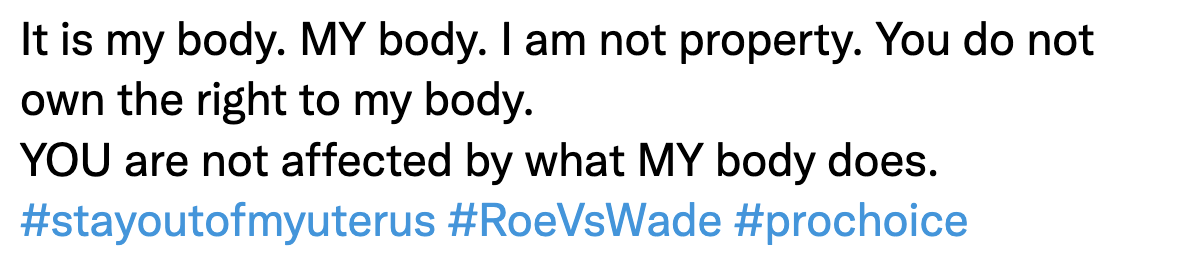 It is my body. MY body. I am not property. You do not
own the right to my body.
YOU are not affected by what MY body does.
#stayoutofmyuterus #RoeVsWade #prochoice